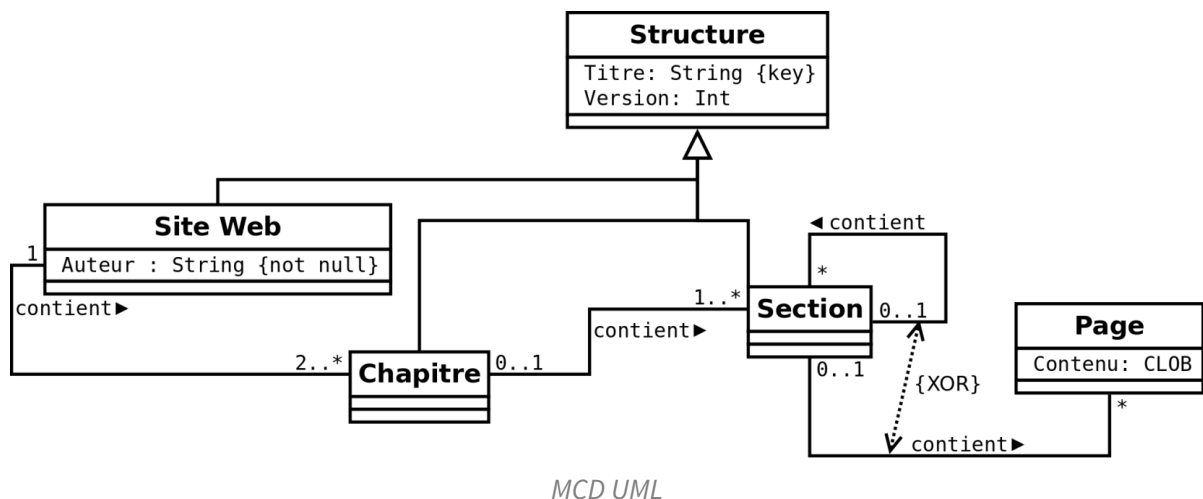 Structure
Titre: String {key}
Version: Int
Site Web
Auteur : String {not null}
1
contient ▶
2..*
Chapitre
0..1
contient ▶
1..*
Section
◀ contient
*
0..1
0..1
{XOR}
contient ▶
*
Page
Contenu: CLOB
MCD UML